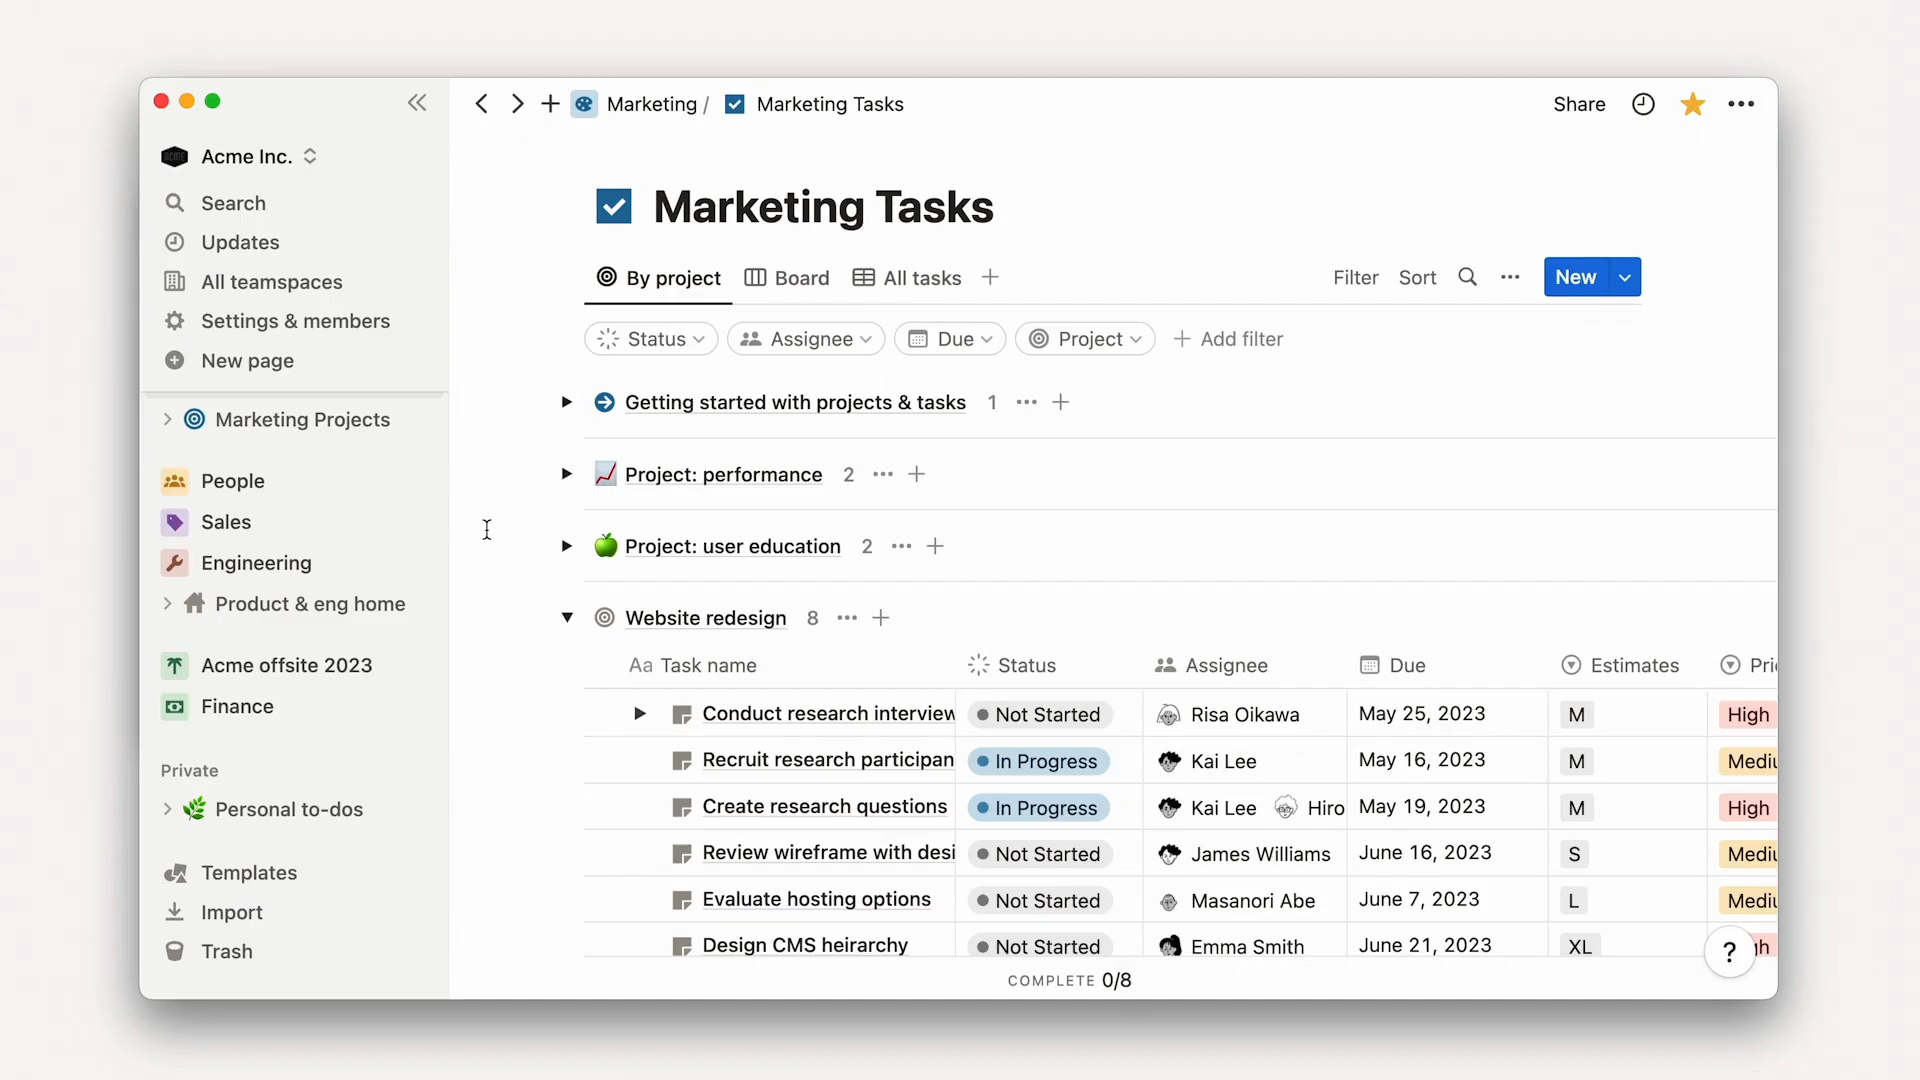 Marketing / Marketing Tasks
Share
Acme Inc.
Search
Updates
All teamspaces
Settings & members
New page
Marketing Projects
People
Sales
Engineering
Product & eng home
Acme offsite 2023
Finance
Private
Personal to-dos
Templates
Import
Trash
Marketing Tasks
By project Board All tasks
Filter Sort New
Status Assignee Due Project Add filter
Getting started with projects & tasks 1
Project: performance 2
Project: user education 2
Website redesign 8
Aa Task name Status Assignee Due Estimates Pri
Conduct research interview Not Started Risa Oikawa May 25, 2023 M High
Recruit research participan In Progress Kai Lee May 16, 2023 M Mediu
Create research questions In Progress Kai Lee Hiro May 19, 2023 M High
Review wireframe with desi Not Started James Williams June 16, 2023 S Mediu
Evaluate hosting options Not Started Masanori Abe June 7, 2023 L Mediu
Design CMS heirarchy Not Started Emma Smith June 21, 2023 XL gh
COMPLETE 0/8
?